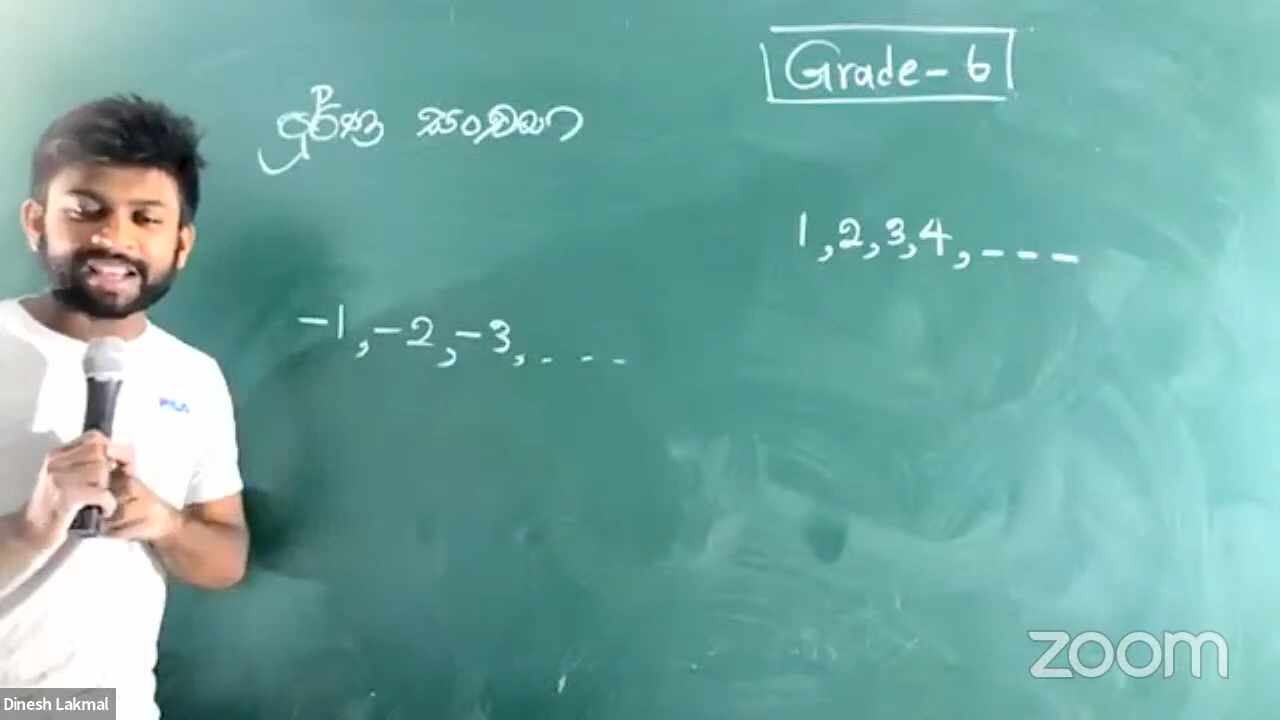 Grade - 6
පූර්ණ සංඛ්‍යා
1, 2, 3, 4, - - -
-1, -2, -3, - - -
FILA
zoom
Dinesh Lakmal